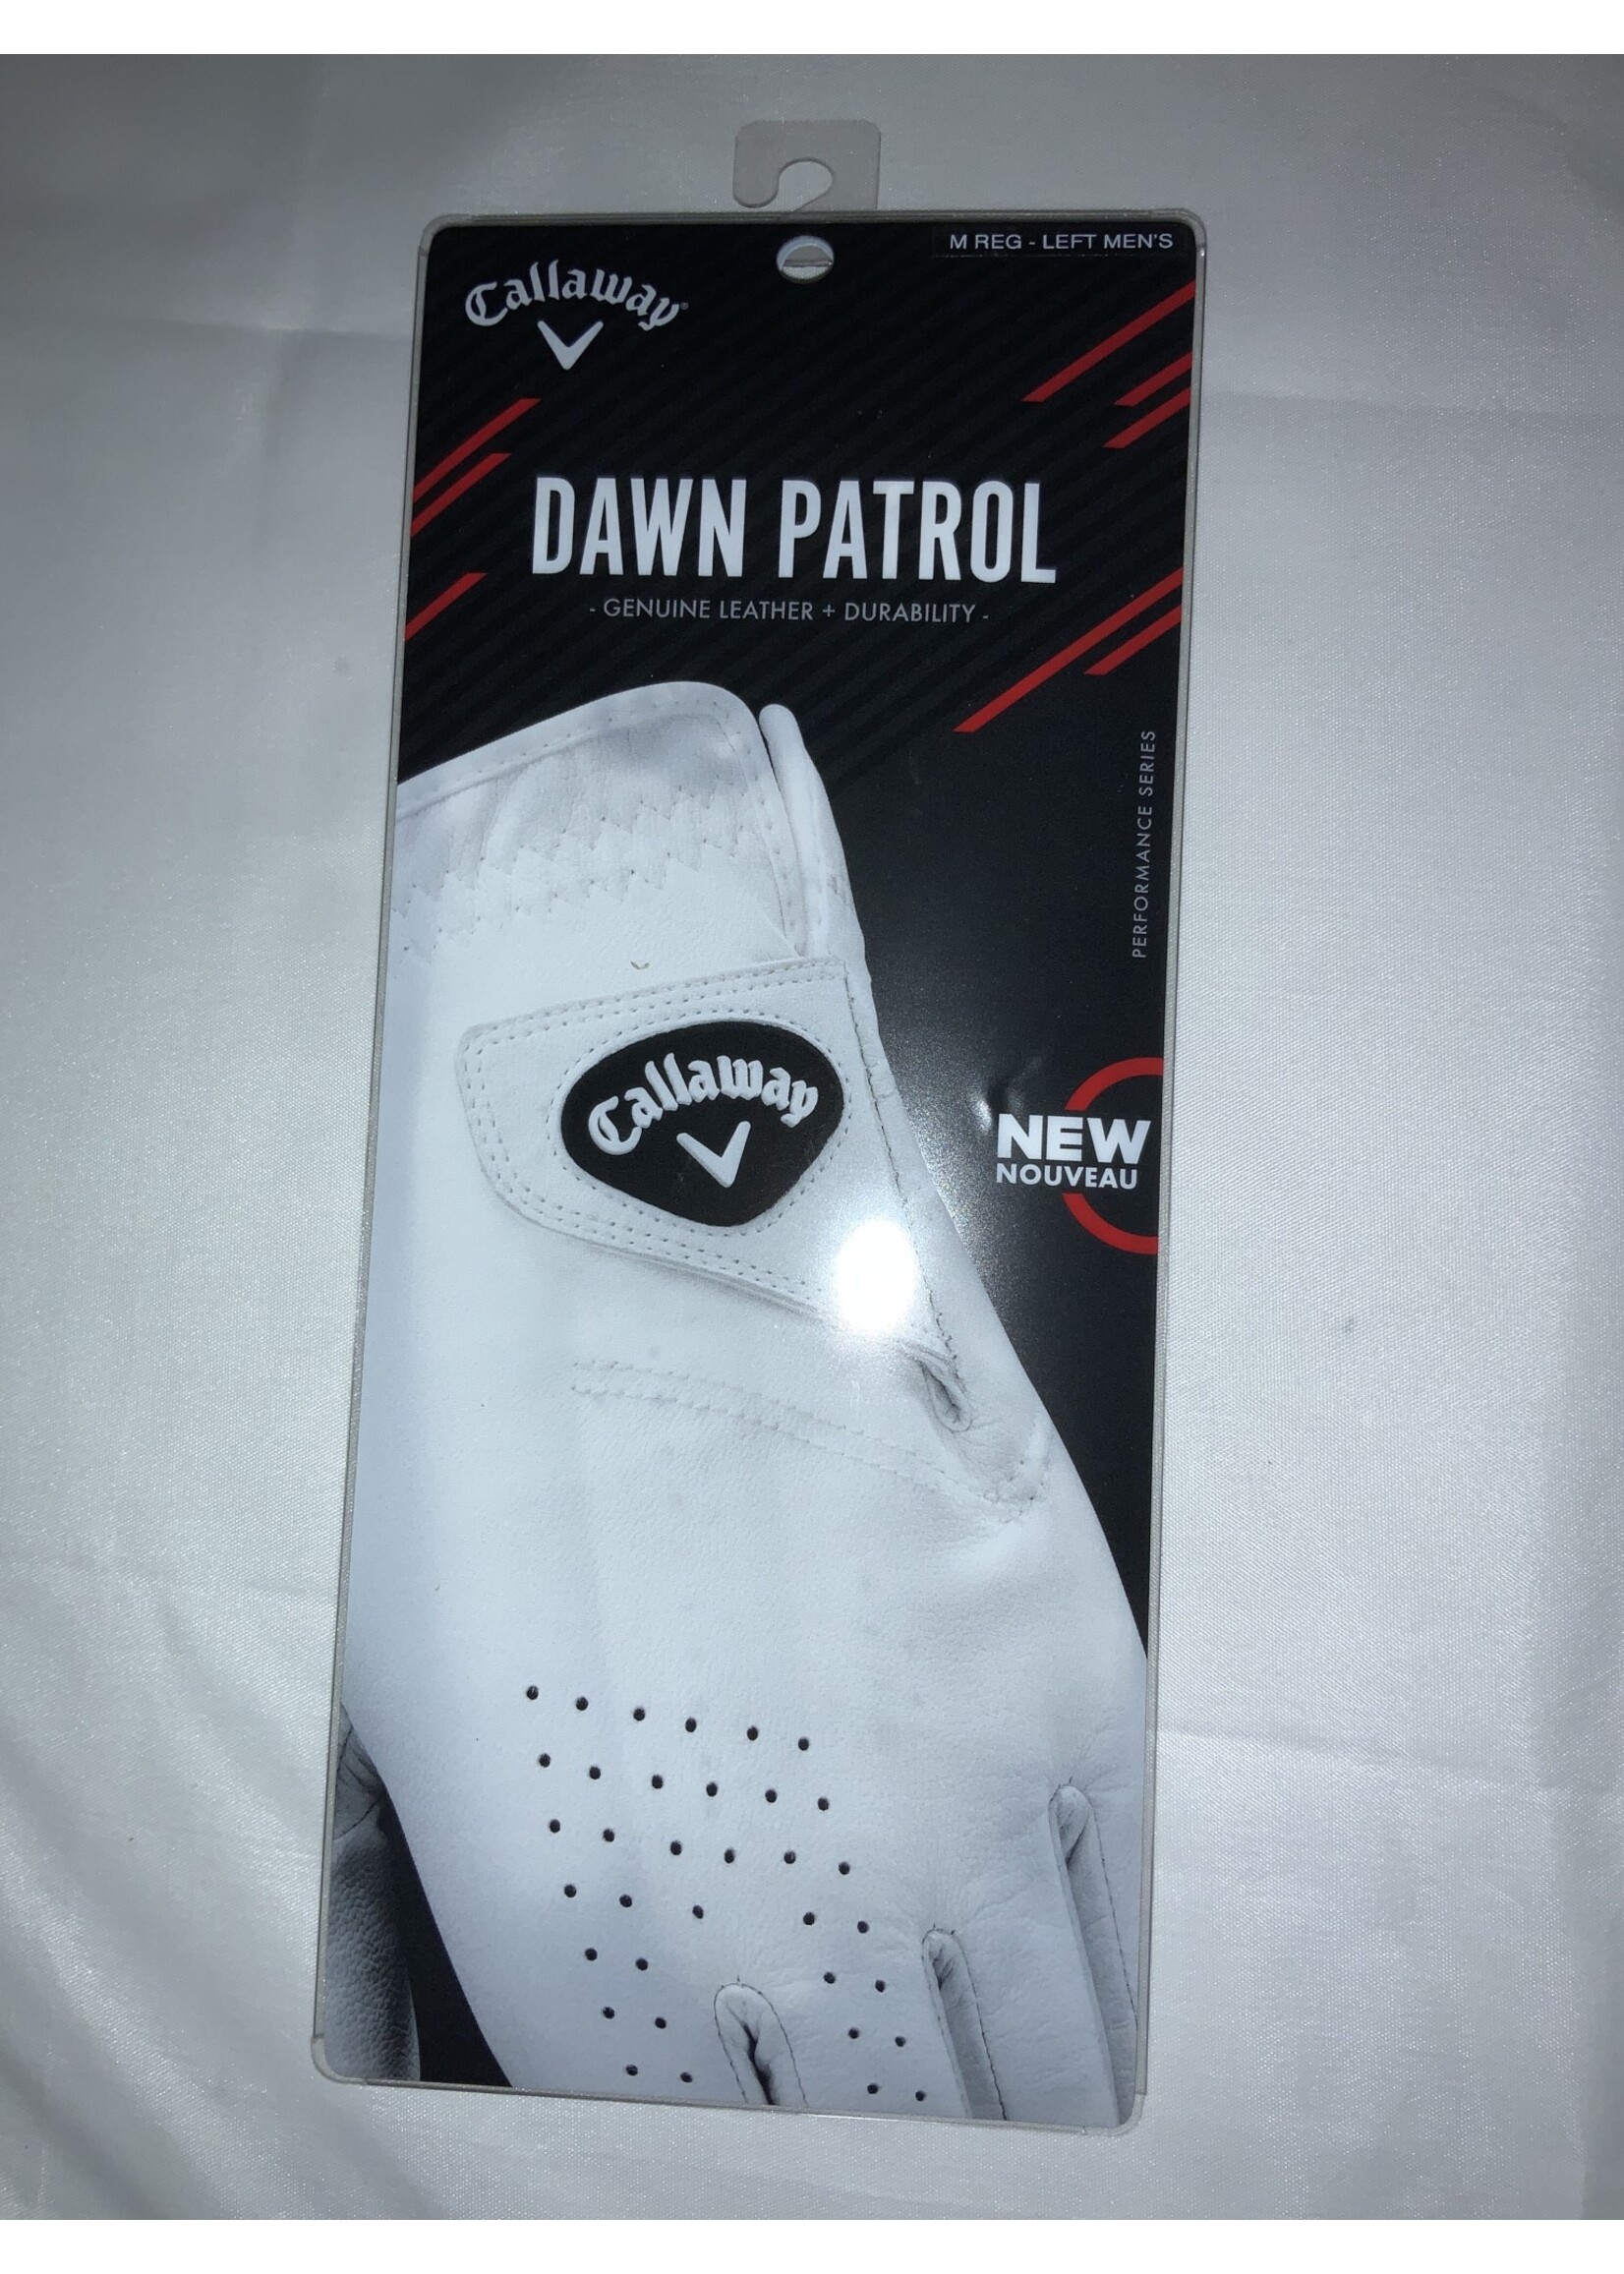 M REG - LEFT MEN'S
Callaway
DAWN PATROL
- GENUINE LEATHER + DURABILITY -
PERFORMANCE SERIES
Callaway
NEW
NOUVEAU